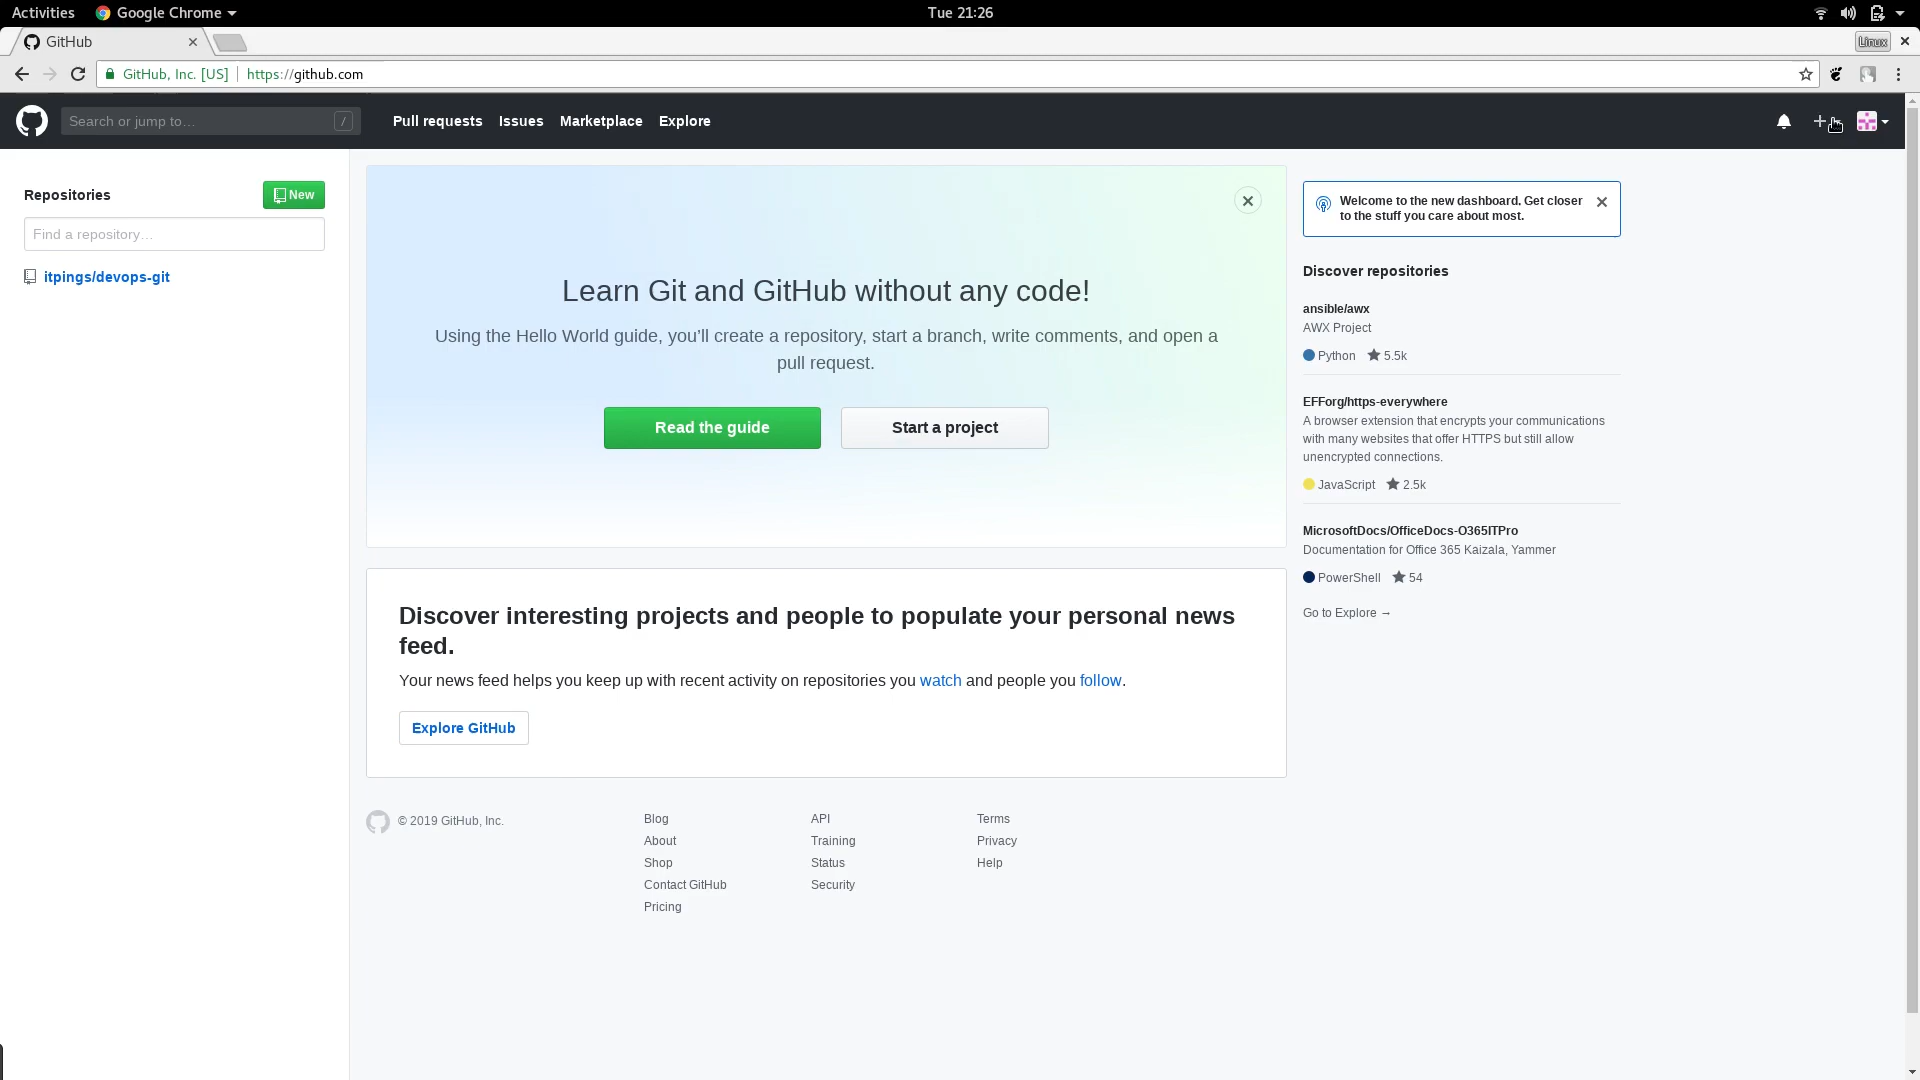 Activities
Google Chrome
Tue 21:26
GitHub
Linux
GitHub, Inc. [US]
https://github.com
Search or jump to…
/
Pull requests
Issues
Marketplace
Explore
Repositories
New
Find a repository…
itpings/devops-git
Learn Git and GitHub without any code!
Using the Hello World guide, you’ll create a repository, start a branch, write comments, and open a
pull request.
Read the guide
Start a project
Discover interesting projects and people to populate your personal news
feed.
Your news feed helps you keep up with recent activity on repositories you watch and people you follow.
Explore GitHub
Welcome to the new dashboard. Get closer
to the stuff you care about most.
Discover repositories
ansible/awx
AWX Project
Python 5.5k
EFForg/https-everywhere
A browser extension that encrypts your communications
with many websites that offer HTTPS but still allow
unencrypted connections.
JavaScript 2.5k
MicrosoftDocs/OfficeDocs-O365ITPro
Documentation for Office 365 Kaizala, Yammer
PowerShell 54
Go to Explore →
© 2019 GitHub, Inc.
Blog
About
Shop
Contact GitHub
Pricing
API
Training
Status
Security
Terms
Privacy
Help